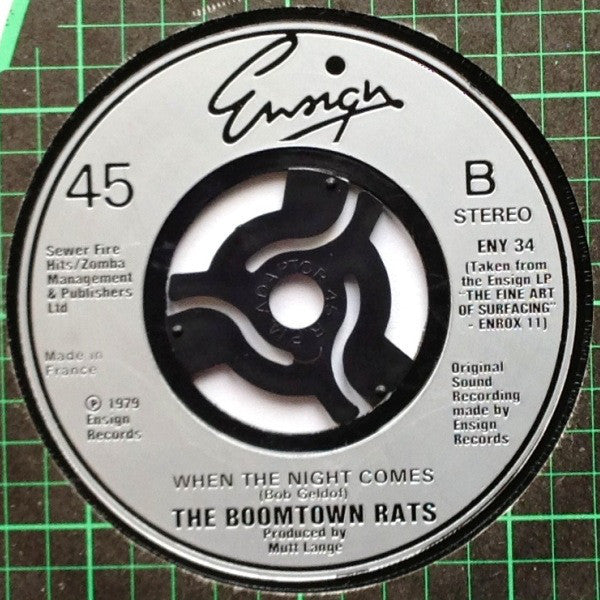 Ensign
45
B
STEREO
Sewer Fire
Hits/Zomba
Management
& Publishers
Ltd
ENY 34
(Taken from
the Ensign LP
"THE FINE ART
OF SURFACING"
- ENROX 11)
Made in
France
℗ 1979
Ensign
Records
Original
Sound
Recording
made by
Ensign
Records
WHEN THE NIGHT COMES
(Bob Geldof)
THE BOOMTOWN RATS
Produced by
Mutt Lange